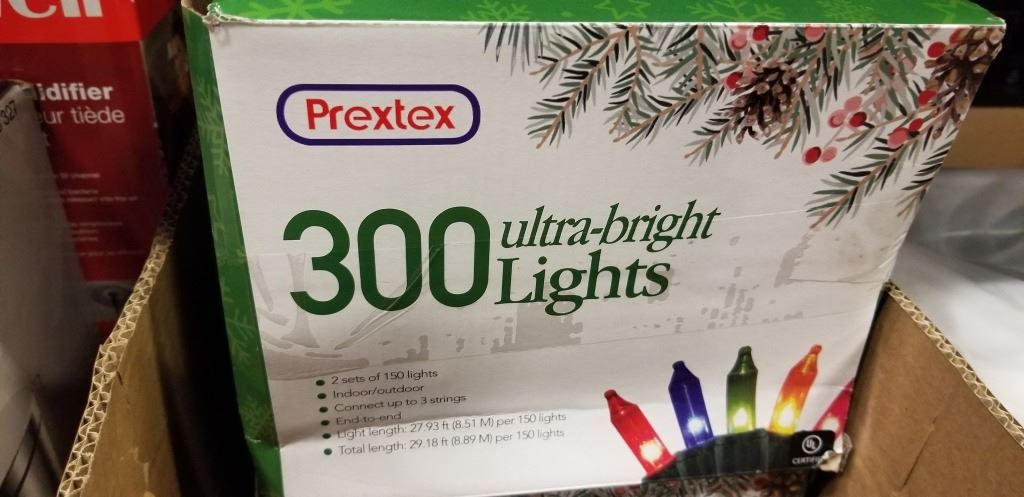 idifier
ur tiède
327
Prextex
300 ultra-bright
Lights
2 sets of 150 lights
Indoor/outdoor
Connect up to 3 strings
End-to-end
Light length: 27.93 ft (8.51 M) per 150 lights
Total length: 29.18 ft (8.89 M) per 150 lights
UL